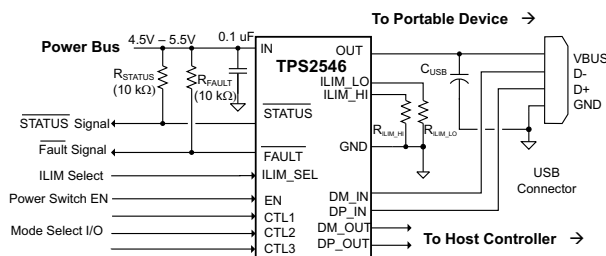 To Portable Device →
Power Bus
4.5V – 5.5V
0.1 uF
RSTATUS
(10 kΩ)
RFAULT
(10 kΩ)
STATUS Signal
Fault Signal
ILIM Select
Power Switch EN
Mode Select I/O
TPS2546
IN
STATUS
FAULT
ILIM_SEL
EN
CTL1
CTL2
CTL3
OUT
ILIM_LO
ILIM_HI
GND
DM_IN
DP_IN
DM_OUT
DP_OUT
RILIM_HI
RILIM_LO
CUSB
VBUS
D-
D+
GND
USB
Connector
To Host Controller →